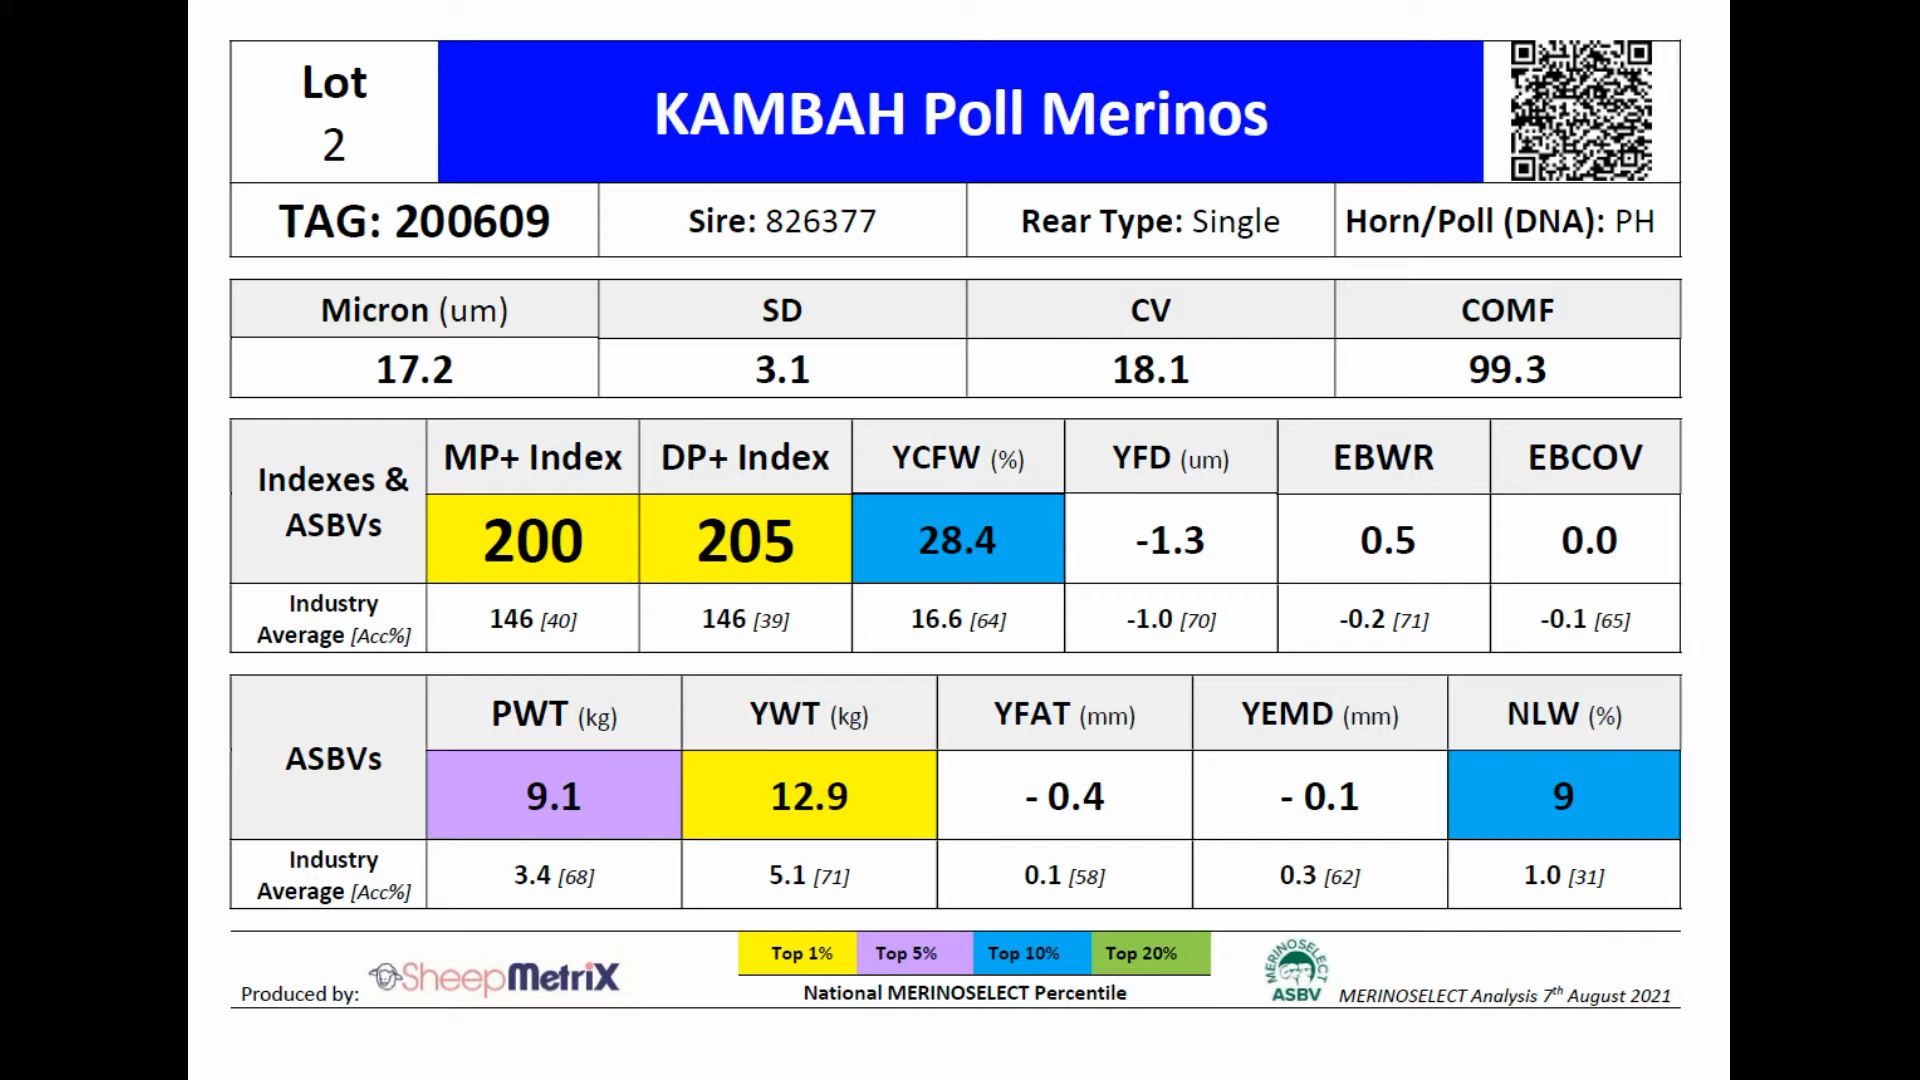 Lot
2
KAMBAH Poll Merinos
TAG: 200609
Sire: 826377
Rear Type: Single
Horn/Poll (DNA): PH
Micron (um)
SD
CV
COMF
17.2
3.1
18.1
99.3
Indexes &
ASBVs
MP+ Index
DP+ Index
YCFW (%)
YFD (um)
EBWR
EBCOV
200
205
28.4
-1.3
0.5
0.0
Industry
Average [Acc%]
146 [40]
146 [39]
16.6 [64]
-1.0 [70]
-0.2 [71]
-0.1 [65]
ASBVs
PWT (kg)
YWT (kg)
YFAT (mm)
YEMD (mm)
NLW (%)
9.1
12.9
- 0.4
- 0.1
9
Industry
Average [Acc%]
3.4 [68]
5.1 [71]
0.1 [58]
0.3 [62]
1.0 [31]
Produced by:
SheepMetriX
Top 1%
Top 5%
Top 10%
Top 20%
National MERINOSELECT Percentile
MERINOSELECT
ASBV
MERINOSELECT Analysis 7th August 2021